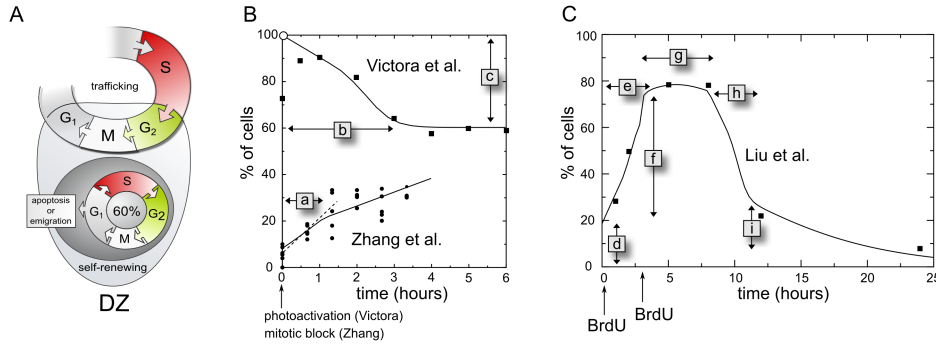 A
S
trafficking
G1
M
G2
S
G1
60%
G2
M
apoptosis
or
emigration
self-renewing
DZ
B
100
80
60
40
20
0
% of cells
Victora et al.
c
b
a
Zhang et al.
0 1 2 3 4 5 6
time (hours)
photoactivation (Victora)
mitotic block (Zhang)
C
100
80
60
40
20
0
% of cells
g
e
h
f
Liu et al.
d
i
0 5 10 15 20 25
time (hours)
BrdU
BrdU